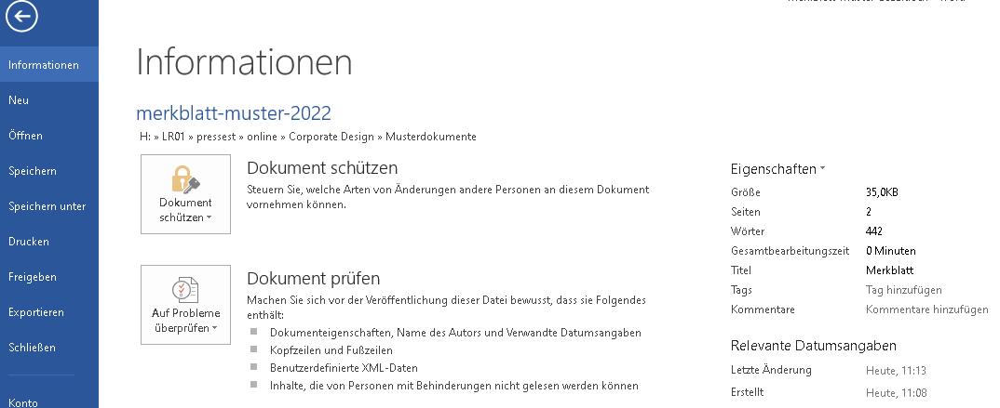 Informationen
Neu
Öffnen
Speichern
Speichern unter
Drucken
Freigeben
Exportieren
Schließen
Konto
Informationen
merkblatt-muster-2022
H: » LR01 » pressest » online » Corporate Design » Musterdokumente
Dokument
schützen
Dokument schützen
Steuern Sie, welche Arten von Änderungen andere Personen an diesem Dokument
vornehmen können.
Auf Probleme
überprüfen
Dokument prüfen
Machen Sie sich vor der Veröffentlichung dieser Datei bewusst, dass sie Folgendes
enthält:
Dokumenteigenschaften, Name des Autors und Verwandte Datumsangaben
Kopfzeilen und Fußzeilen
Benutzerdefinierte XML-Daten
Inhalte, die von Personen mit Behinderungen nicht gelesen werden können
Eigenschaften
Größe 35,0KB
Seiten 2
Wörter 442
Gesamtbearbeitungszeit 0 Minuten
Titel Merkblatt
Tags Tag hinzufügen
Kommentare Kommentare hinzufügen
Relevante Datumsangaben
Letzte Änderung Heute, 11:13
Erstellt Heute, 11:08